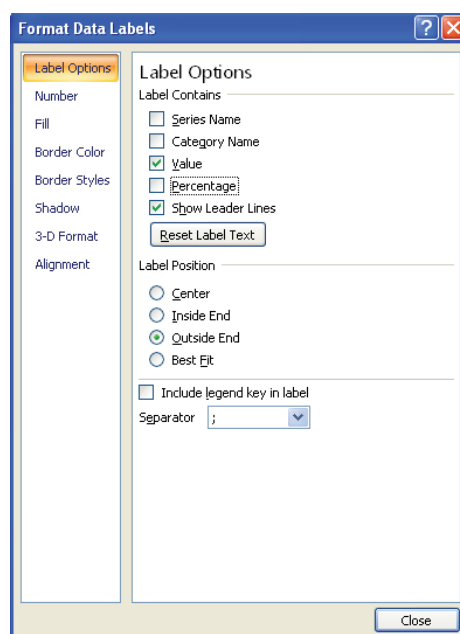 Format Data Labels
Label Options
Number
Fill
Border Color
Border Styles
Shadow
3-D Format
Alignment
Label Options
Label Contains
Series Name
Category Name
Value
Percentage
Show Leader Lines
Reset Label Text
Label Position
Center
Inside End
Outside End
Best Fit
Include legend key in label
Separator ;
Close